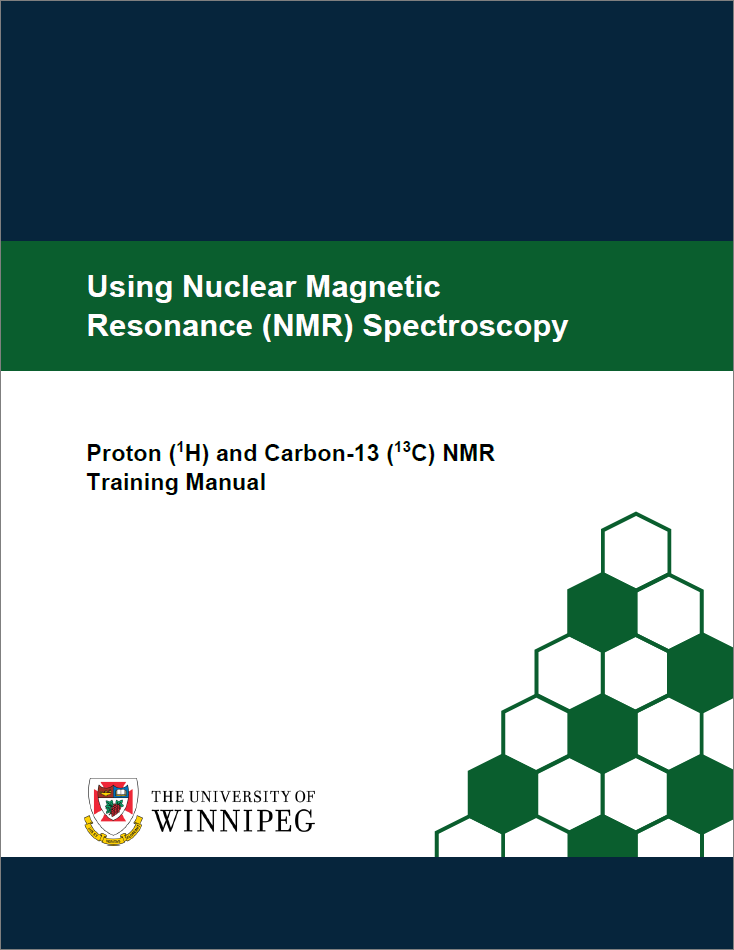 Using Nuclear Magnetic
Resonance (NMR) Spectroscopy
Proton (¹H) and Carbon-13 (¹³C) NMR
Training Manual
THE UNIVERSITY OF
WINNIPEG